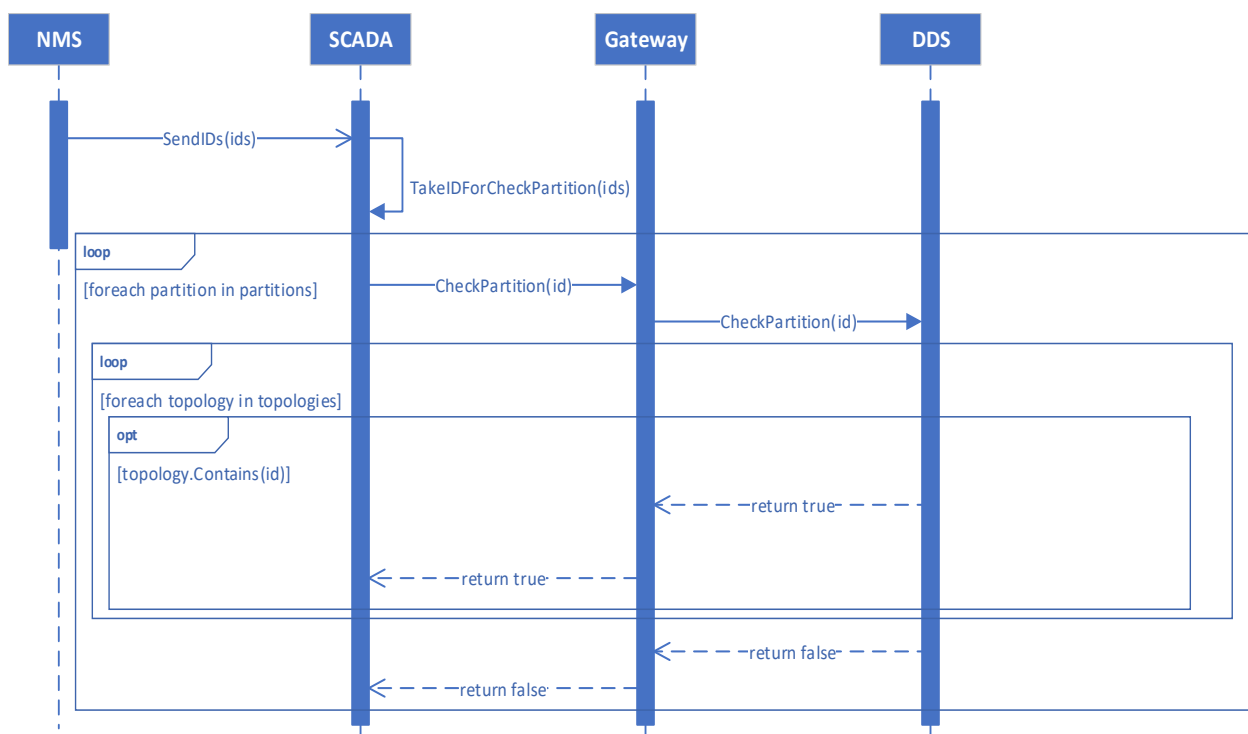 NMS
SCADA
Gateway
DDS
SendIDs(ids)
TakeIDForCheckPartition(ids)
loop
[foreach partition in partitions]
CheckPartition(id)
CheckPartition(id)
loop
[foreach topology in topologies]
opt
[topology.Contains(id)]
return true
return true
return false
return false